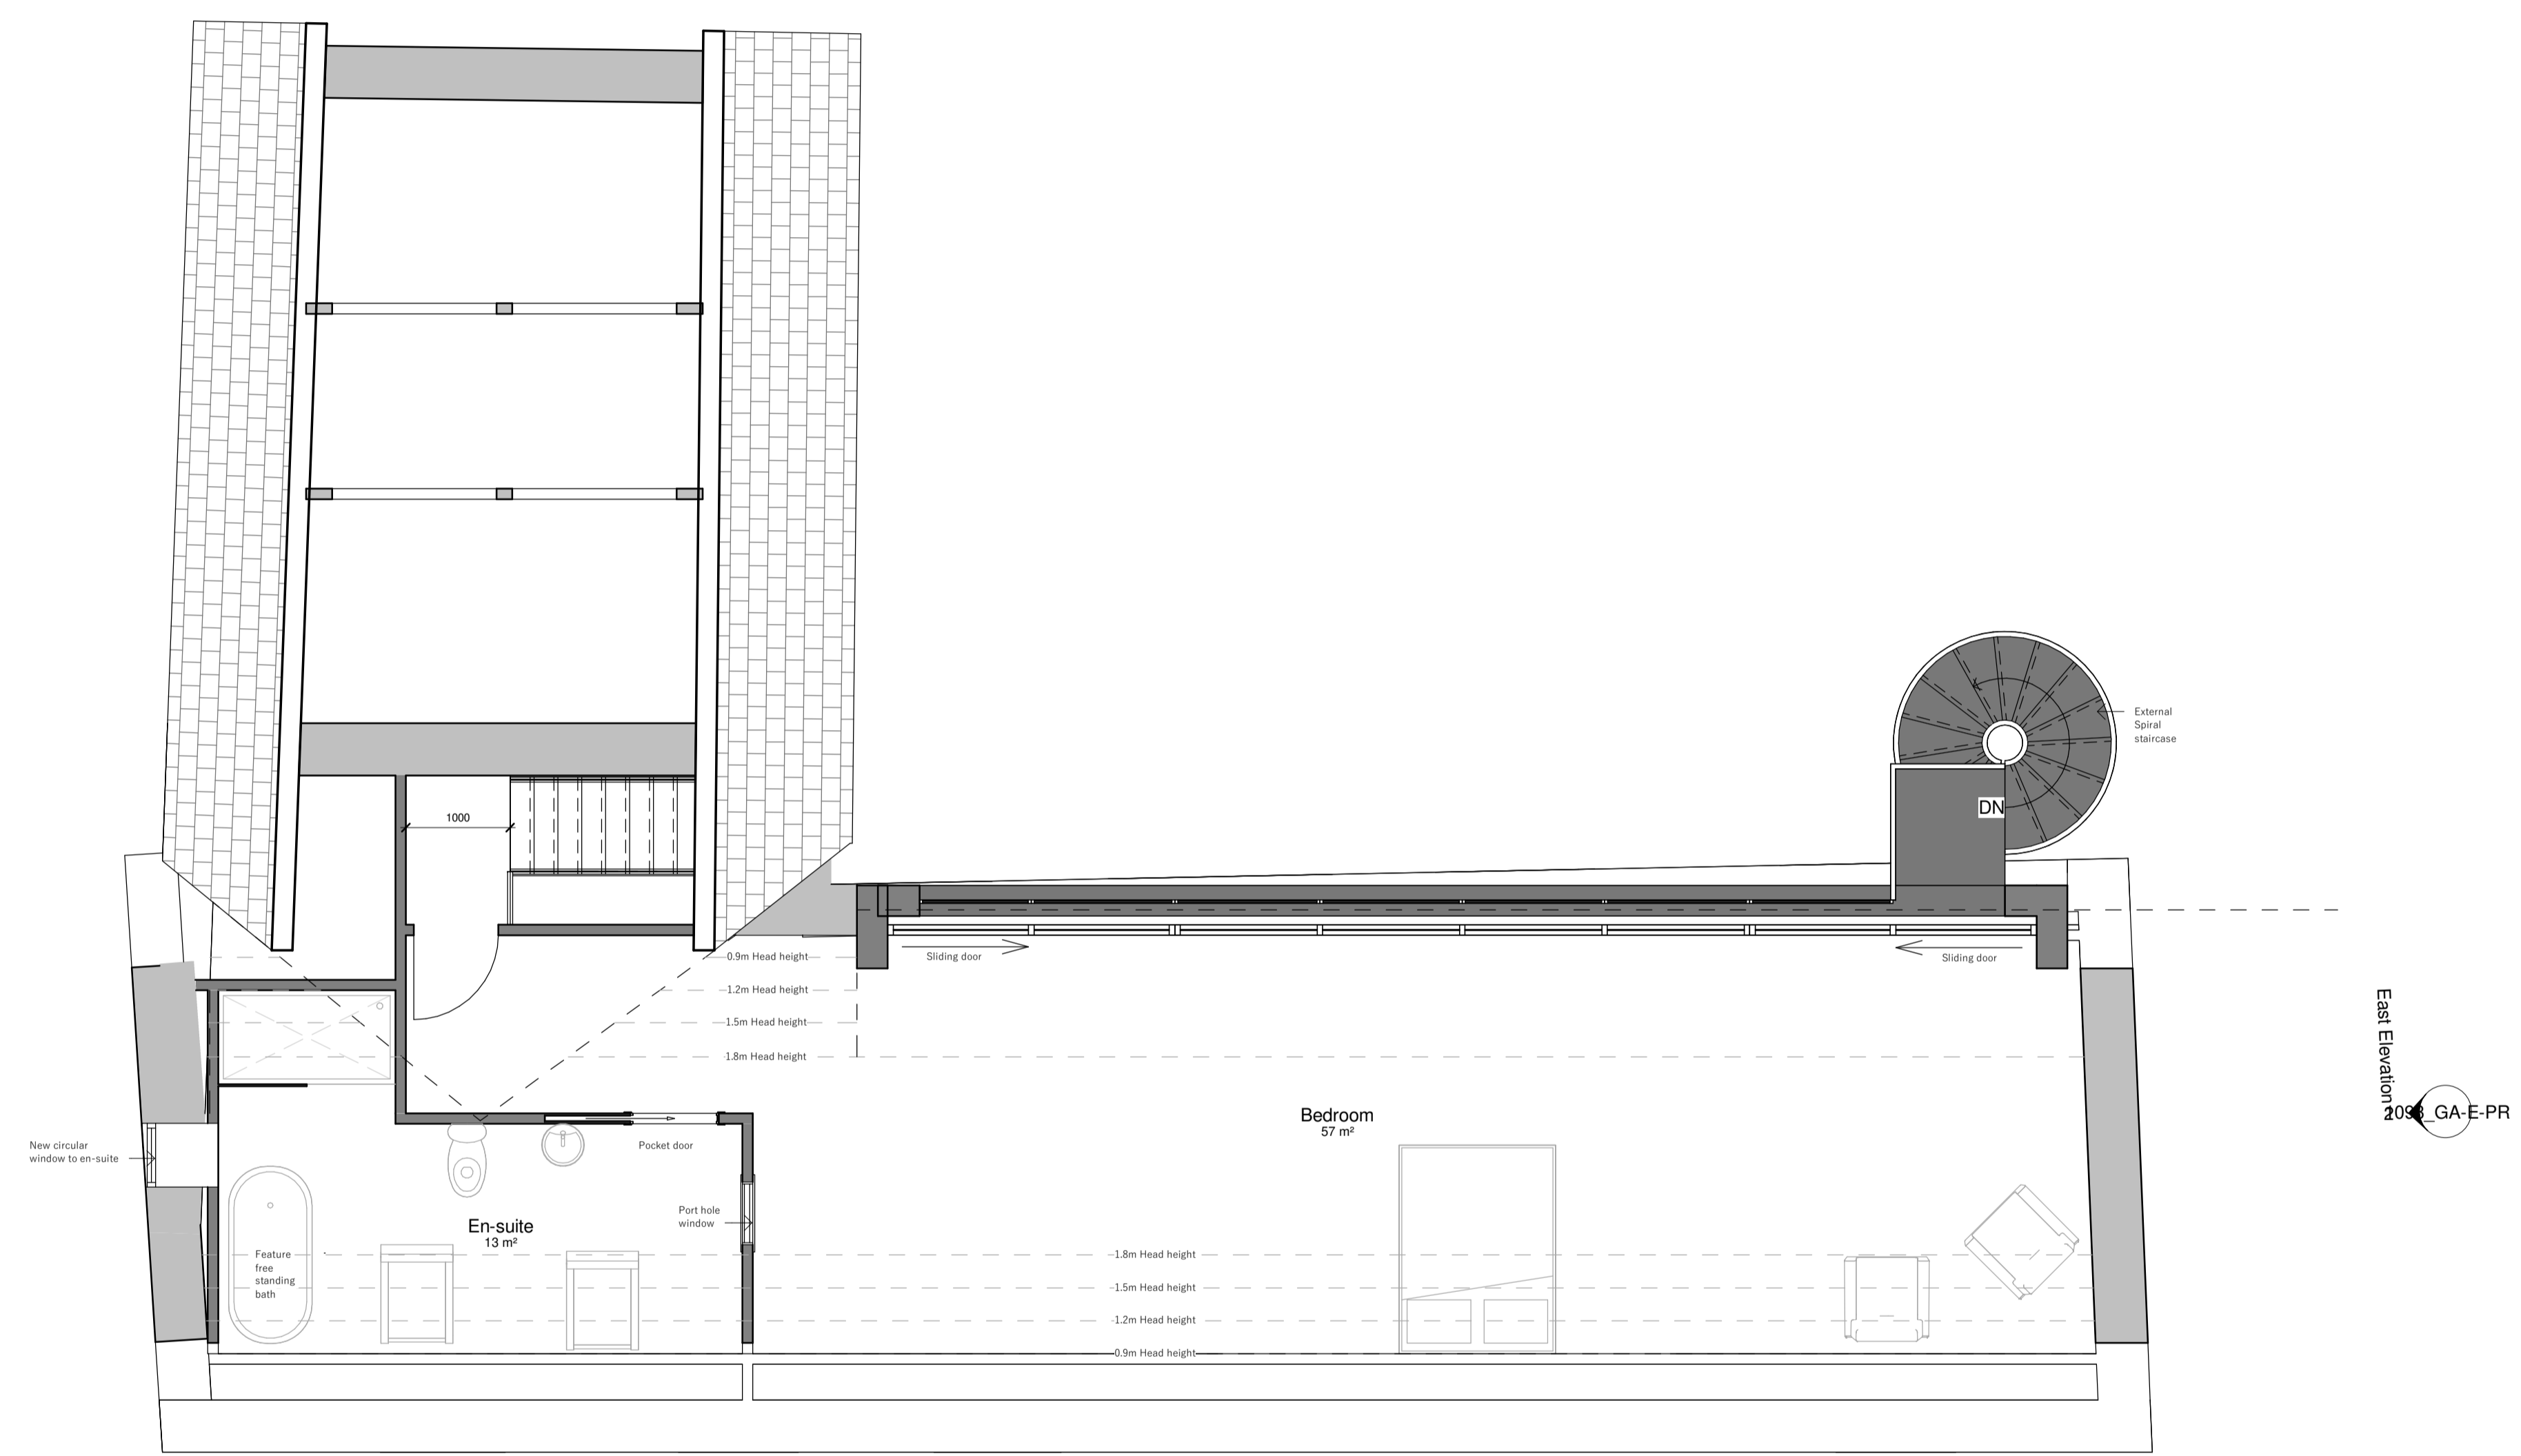 External
Spiral
staircase
DN
1000
0.9m Head height
Sliding door
Sliding door
1.2m Head height
1.5m Head height
1.8m Head height
East Elevation 2
Bedroom
57 m²
New circular
window to en-suite
Pocket door
Port hole
window
En-suite
13 m²
Feature
free
standing
bath
1.8m Head height
1.5m Head height
1.2m Head height
0.9m Head height